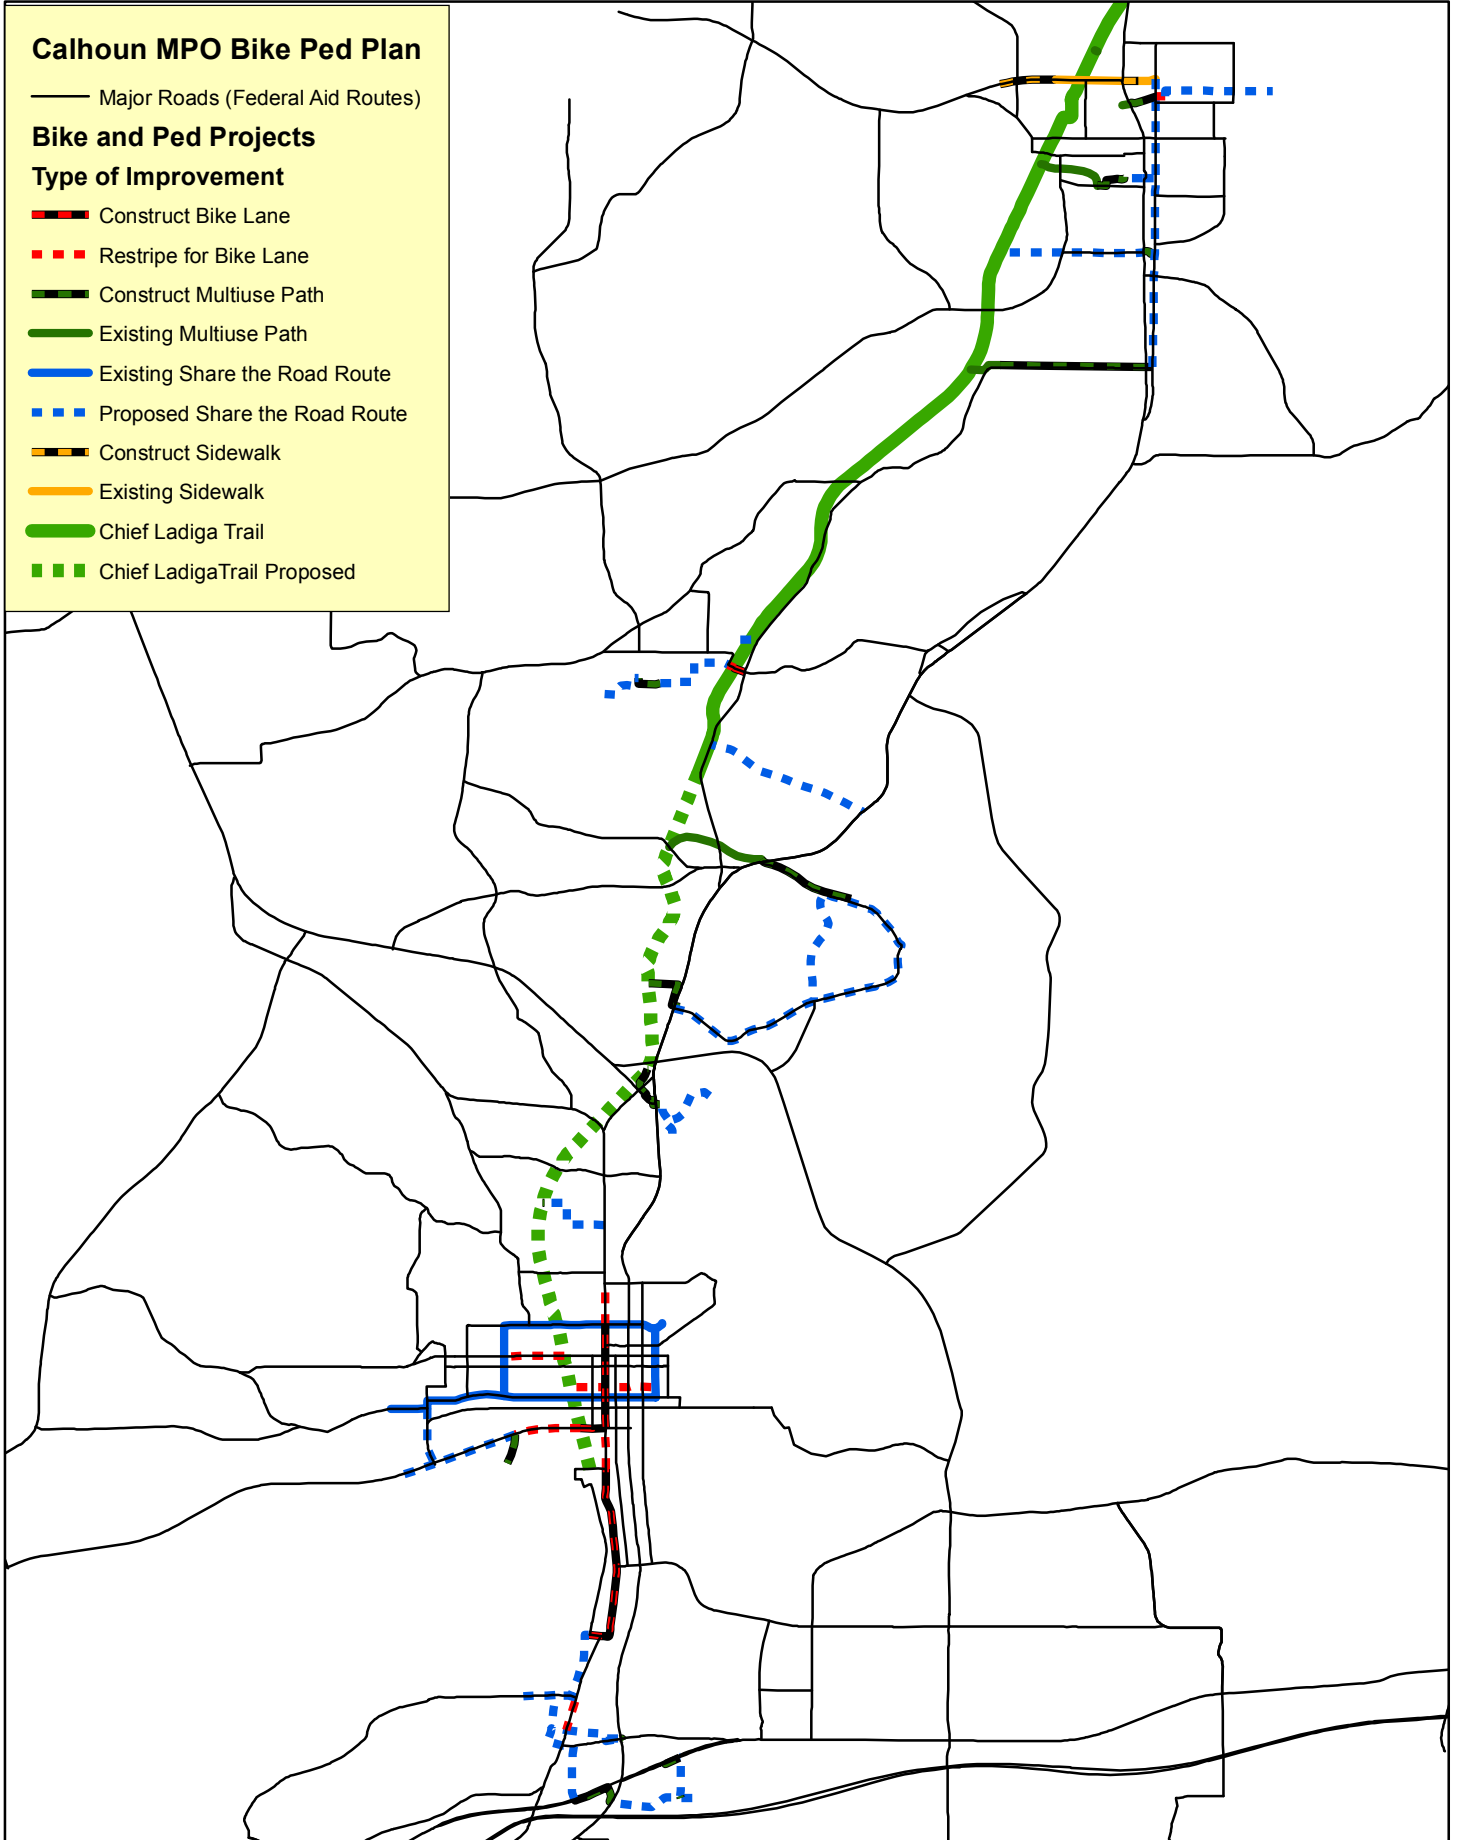 Calhoun MPO Bike Ped Plan
Major Roads (Federal Aid Routes)
Bike and Ped Projects
Type of Improvement
Construct Bike Lane
Restripe for Bike Lane
Construct Multiuse Path
Existing Multiuse Path
Existing Share the Road Route
Proposed Share the Road Route
Construct Sidewalk
Existing Sidewalk
Chief Ladiga Trail
Chief LadigaTrail Proposed